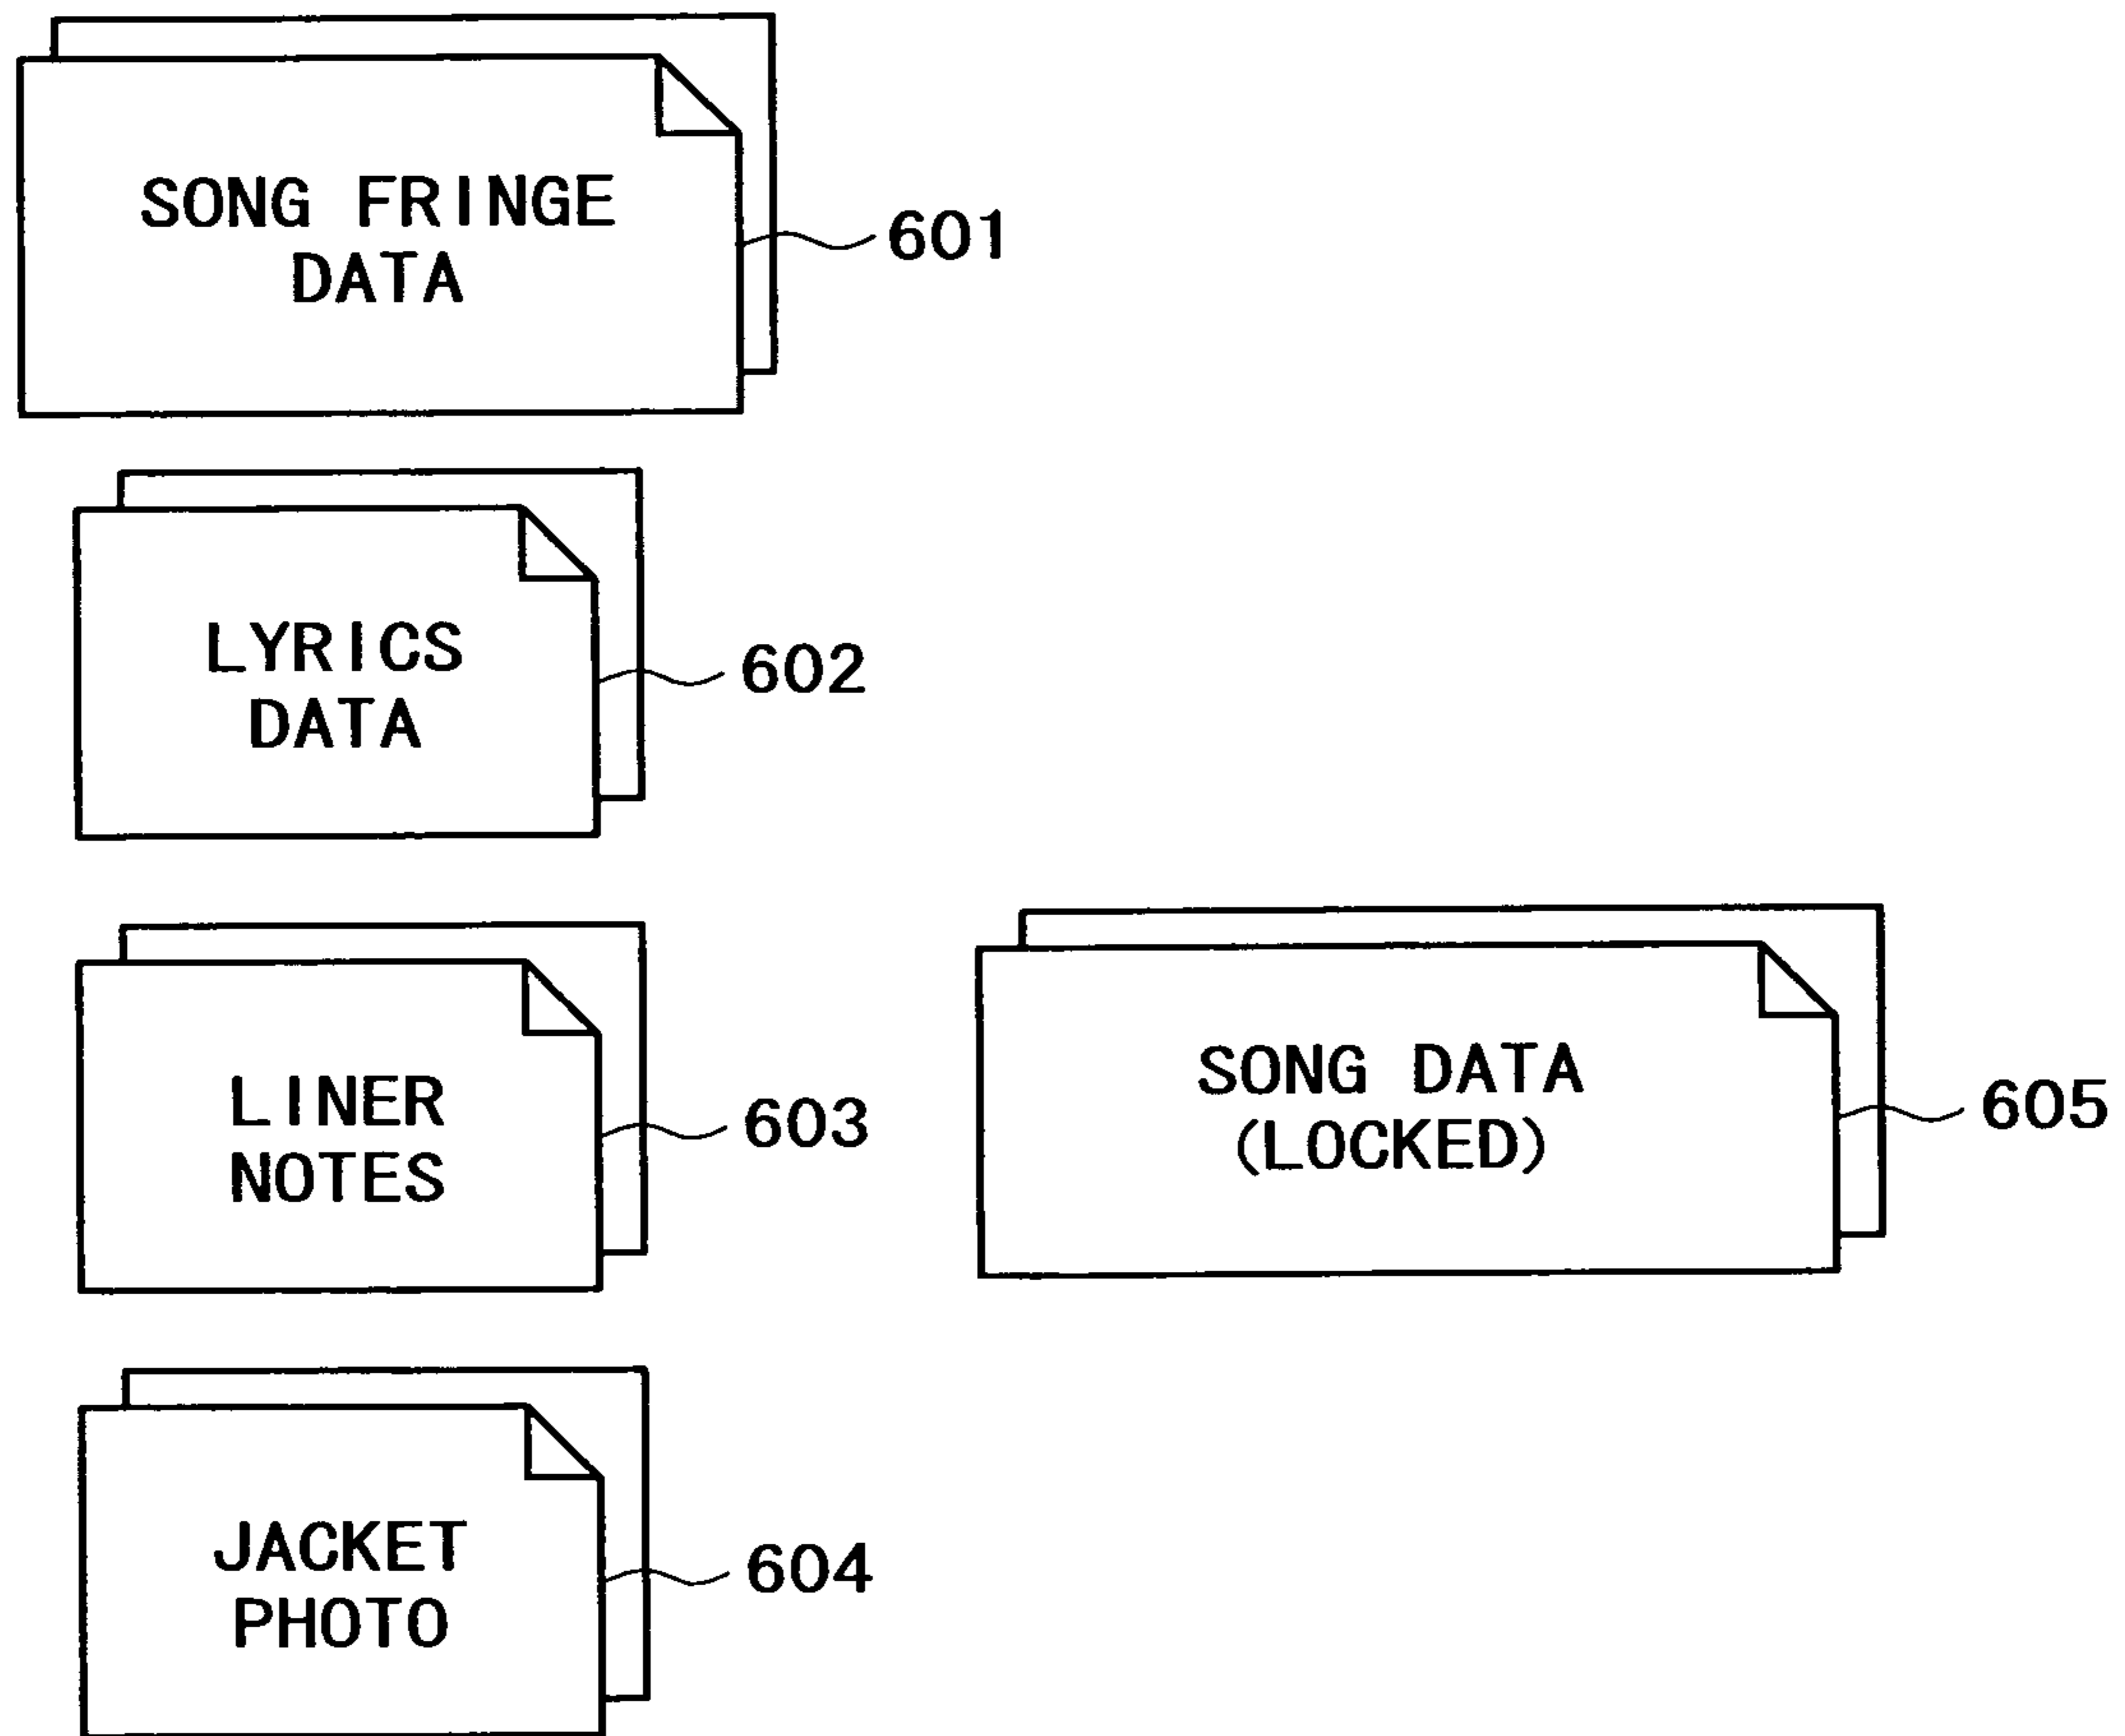 SONG FRINGE
DATA
601
LYRICS
DATA
602
LINER
NOTES
603
SONG DATA
(LOCKED)
605
JACKET
PHOTO
604